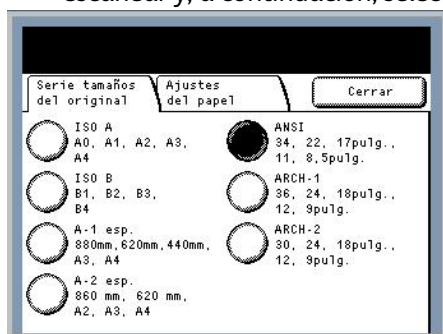 escanear y, a continuación, selec
Serie tamaños
del original
Ajustes
del papel
Cerrar
ISO A
A0, A1, A2, A3,
A4
ISO B
B1, B2, B3,
B4
A-1 esp.
880mm,620mm,440mm,
A3, A4
A-2 esp.
860 mm, 620 mm,
A2, A3, A4
ANSI
34, 22, 17pulg.,
11, 8,5pulg.
ARCH-1
36, 24, 18pulg.,
12, 9pulg.
ARCH-2
30, 24, 18pulg.,
12, 9pulg.